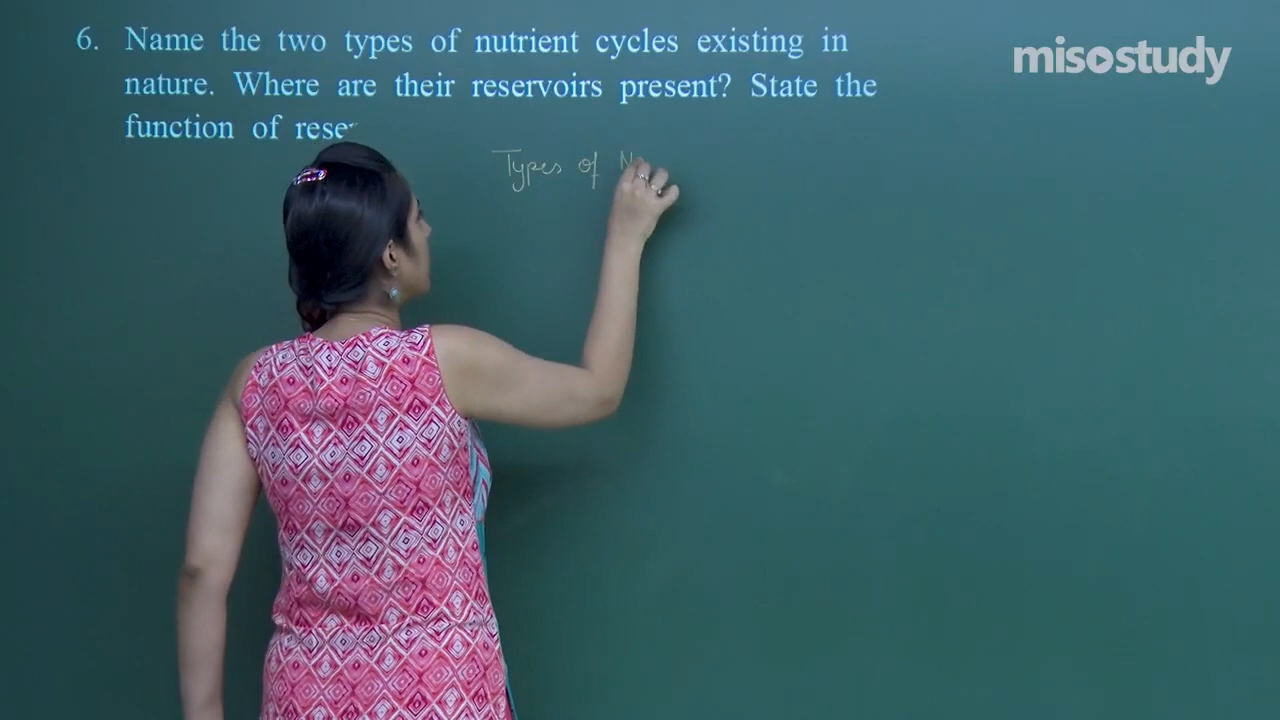 6. Name the two types of nutrient cycles existing in
nature. Where are their reservoirs present? State the
function of
misostudy
Types of N